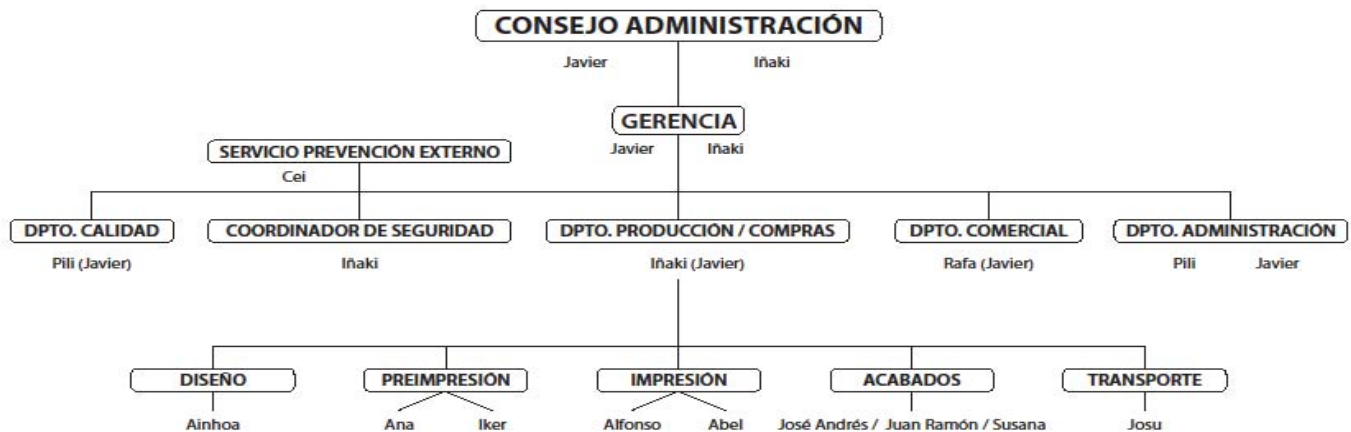 CONSEJO ADMINISTRACIÓN
Javier Iñaki
GERENCIA
Javier Iñaki
SERVICIO PREVENCIÓN EXTERNO
Cei
DPTO. CALIDAD
Pili (Javier)
COORDINADOR DE SEGURIDAD
Iñaki
DPTO. PRODUCCIÓN / COMPRAS
Iñaki (Javier)
DPTO. COMERCIAL
Rafa (Javier)
DPTO. ADMINISTRACIÓN
Pili Javier
DISEÑO
Ainhoa
PREIMPRESIÓN
Ana Iker
IMPRESIÓN
Alfonso Abel
ACABADOS
José Andrés / Juan Ramón / Susana
TRANSPORTE
Josu